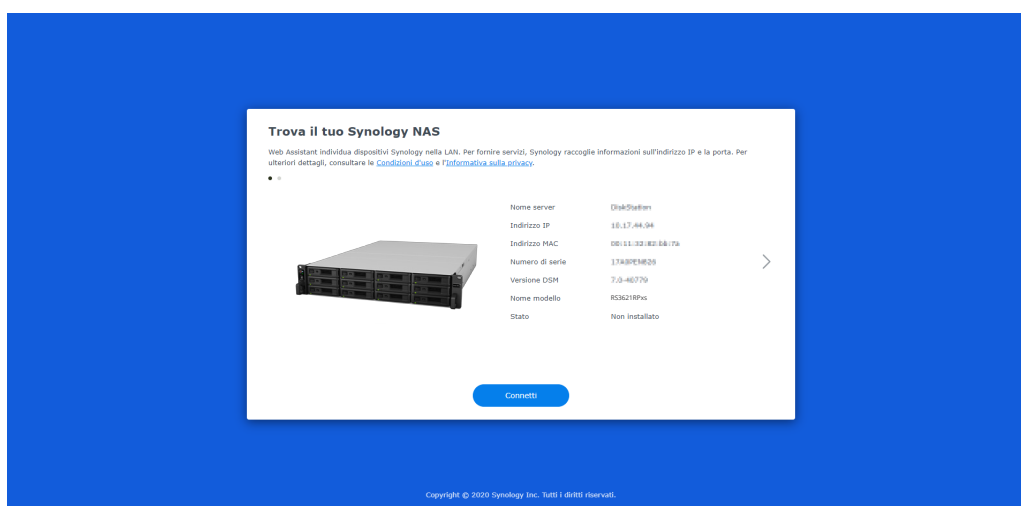 Trova il tuo Synology NAS
Web Assistant individua dispositivi Synology nella LAN. Per fornire servizi, Synology raccoglie informazioni sull'indirizzo IP e la porta. Per
ulteriori dettagli, consultare le Condizioni d'uso e l'Informativa sulla privacy.
Nome server DiskStation
Indirizzo IP
Indirizzo MAC
Numero di serie
Versione DSM
Nome modello RS3621RPxs
Stato Non installato
Connetti
Copyright © 2020 Synology Inc. Tutti i diritti riservati.